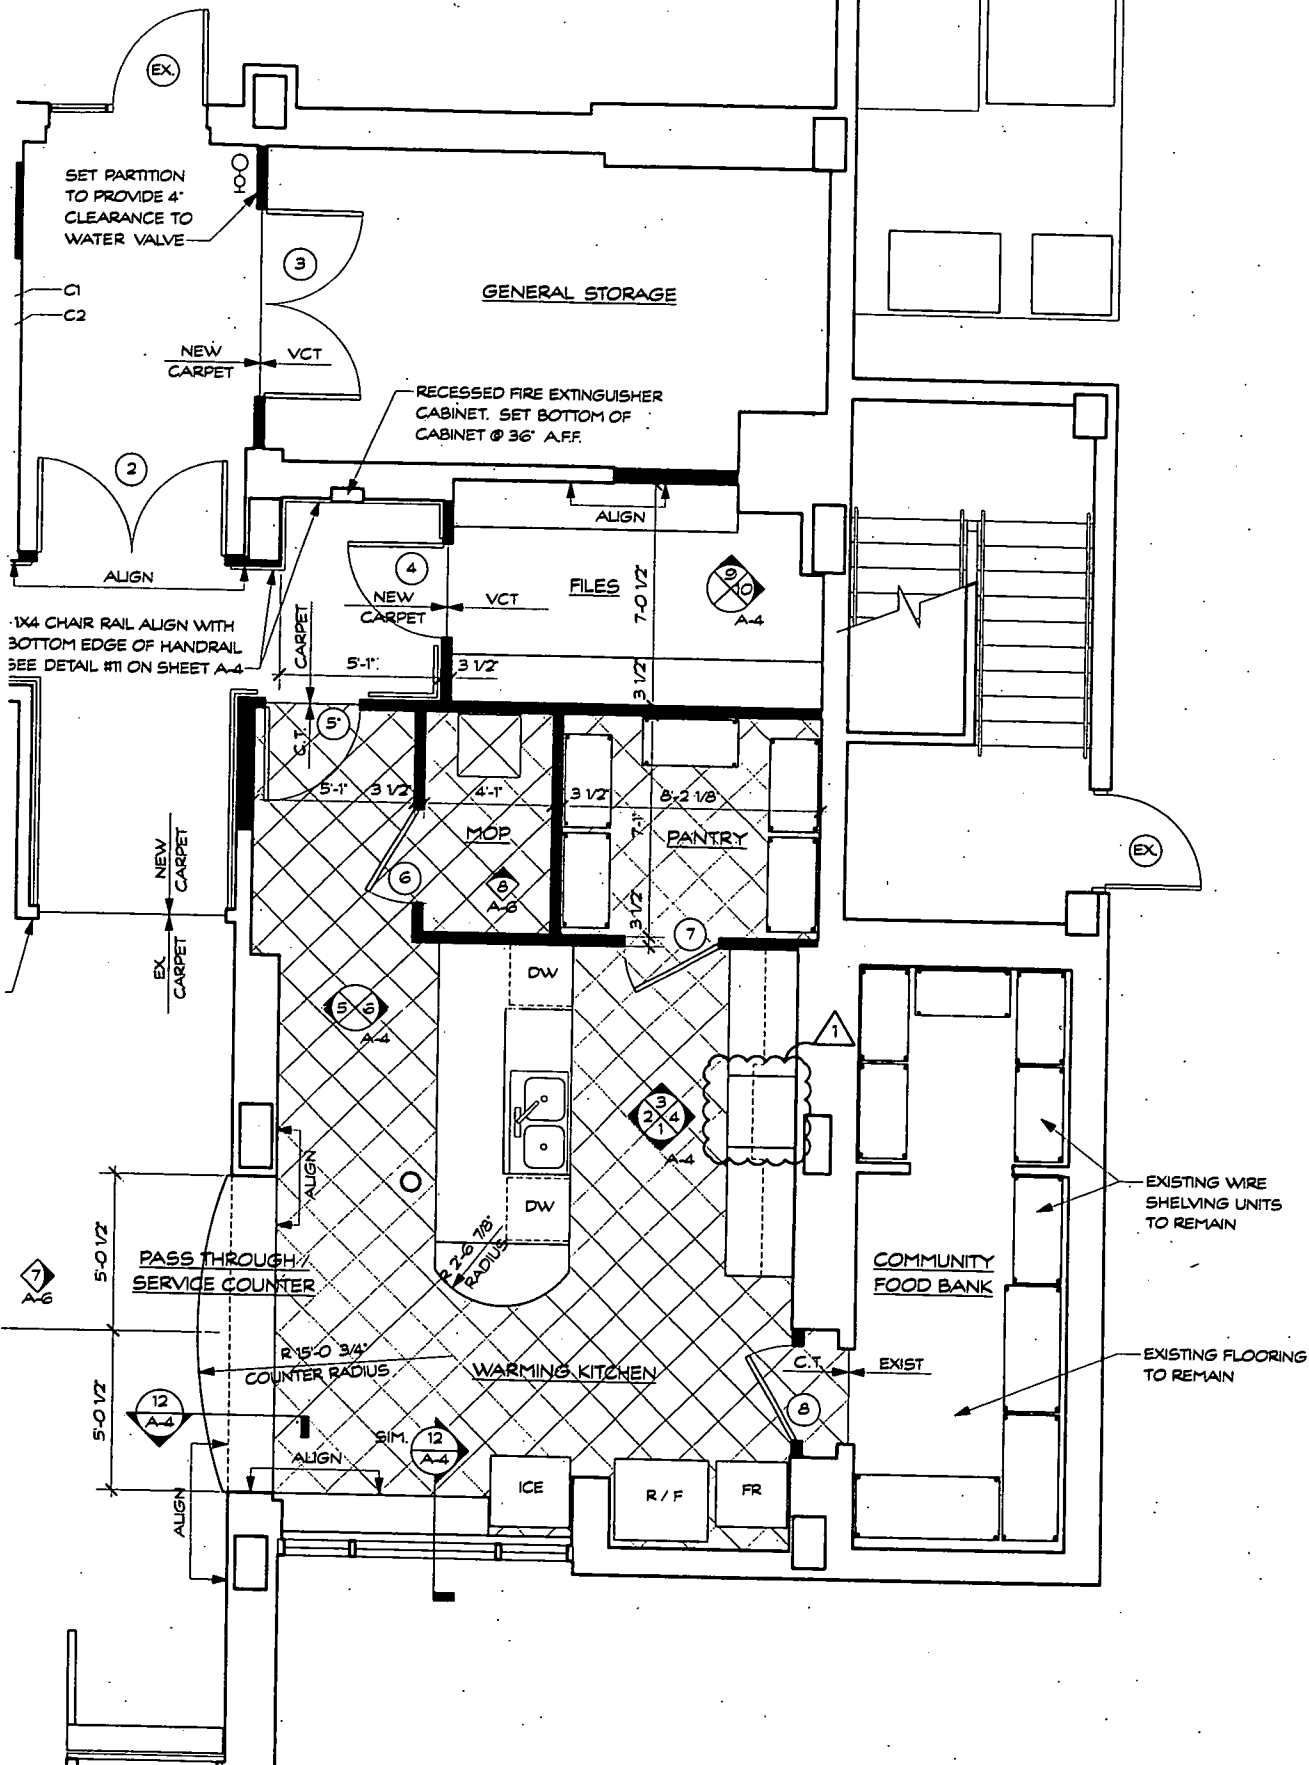 EX.
SET PARTITION
TO PROVIDE 4"
CLEARANCE TO
WATER VALVE
3
C1
C2
GENERAL STORAGE
NEW
CARPET
VCT
RECESSED FIRE EXTINGUISHER
CABINET. SET BOTTOM OF
CABINET @ 36" A.F.F.
2
ALIGN
ALIGN
4
FILES
7'-0 1/2"
9
10
A-4
NEW
CARPET
VCT
1X4 CHAIR RAIL ALIGN WITH
BOTTOM EDGE OF HANDRAIL
SEE DETAIL #11 ON SHEET A-4
CARPET
5'-1"
3 1/2"
3 1/2"
5
C.T.
5'-1"
3 1/2"
4'-1"
3 1/2"
8'-2 1/8"
7'-1"
MOP
PANTRY
EX.
NEW
CARPET
6
8
A-6
3 1/2"
7
EX.
CARPET
DW
5
6
A-4
1
3
2
4
1
A-4
ALIGN
DW
EXISTING WIRE
SHELVING UNITS
TO REMAIN
5'-0 1/2"
R 2'-6 7/8"
RADIUS
PASS THROUGH /
SERVICE COUNTER
COMMUNITY
FOOD BANK
7
A-6
R 15'-0 3/4"
COUNTER RADIUS
WARMING KITCHEN
C.T.
EXIST
EXISTING FLOORING
TO REMAIN
5'-0 1/2"
12
A-4
8
SIM.
12
A-4
ALIGN
ALIGN
ICE
R / F
FR